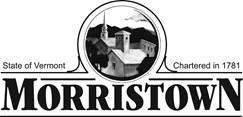 State of Vermont Chartered in 1781
MORRISTOWN